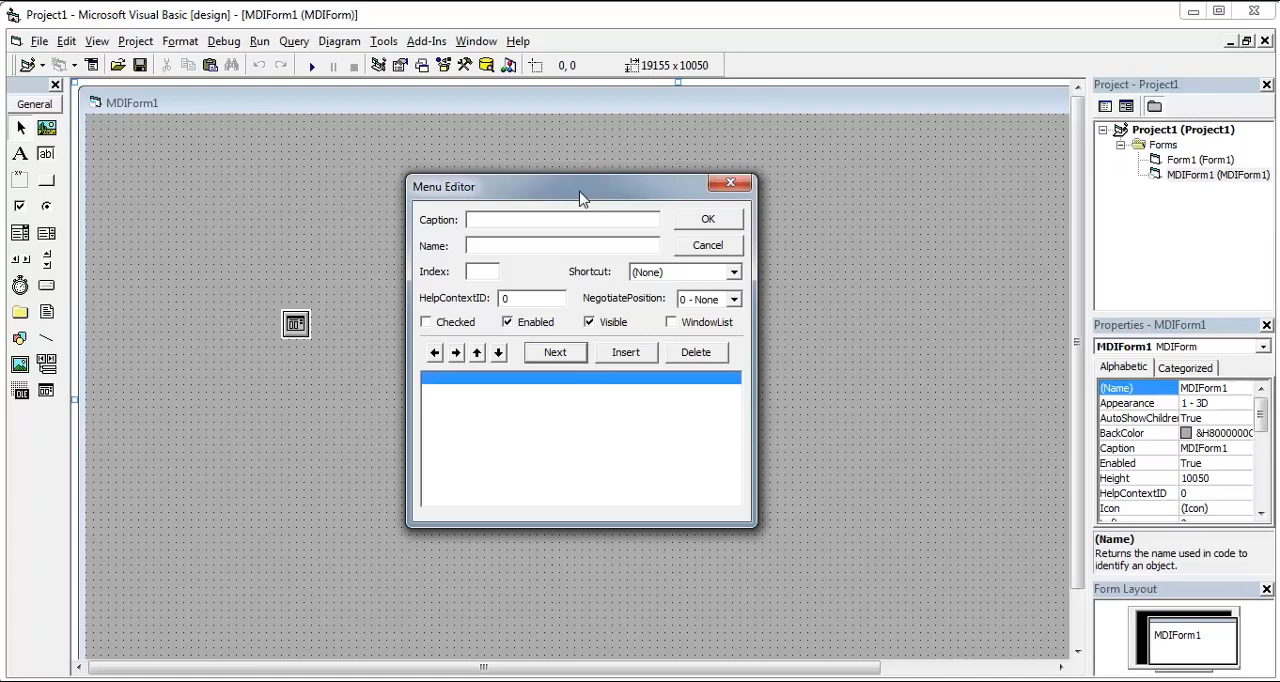 Project1 - Microsoft Visual Basic [design] - [MDIForm1 (MDIForm)]
File Edit View Project Format Debug Run Query Diagram Tools Add-Ins Window Help
0, 0 19155 x 10050
General
MDIForm1
Menu Editor
Caption: OK
Name: Cancel
Index: Shortcut: (None)
HelpContextID: 0 NegotiatePosition: 0 - None
Checked Enabled Visible WindowList
Next Insert Delete
Project - Project1
Project1 (Project1)
Forms
Form1 (Form1)
MDIForm1 (MDIForm1)
Properties - MDIForm1
MDIForm1 MDIForm
Alphabetic Categorized
(Name) MDIForm1
Appearance 1 - 3D
AutoShowChildre True
BackColor &H8000000C
Caption MDIForm1
Enabled True
Height 10050
HelpContextID 0
Icon (Icon)
(Name)
Returns the name used in code to
identify an object.
Form Layout
MDIForm1